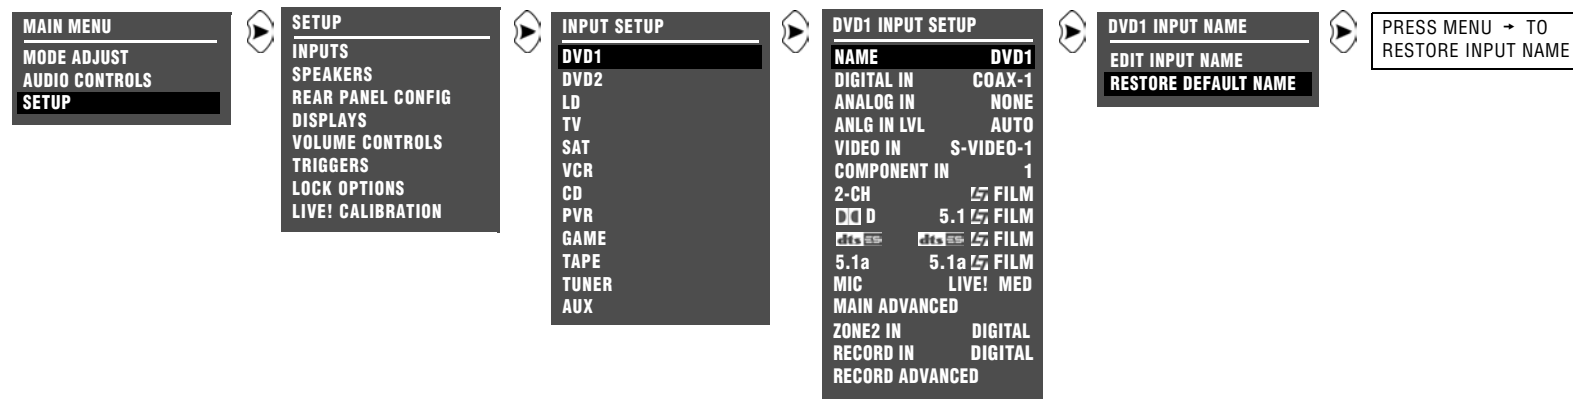 MAIN MENU
MODE ADJUST
AUDIO CONTROLS
SETUP
SETUP
INPUTS
SPEAKERS
REAR PANEL CONFIG
DISPLAYS
VOLUME CONTROLS
TRIGGERS
LOCK OPTIONS
LIVE! CALIBRATION
INPUT SETUP
DVD1
DVD2
LD
TV
SAT
VCR
CD
PVR
GAME
TAPE
TUNER
AUX
DVD1 INPUT SETUP
NAME DVD1
DIGITAL IN COAX-1
ANALOG IN NONE
ANLG IN LVL AUTO
VIDEO IN S-VIDEO-1
COMPONENT IN 1
2-CH FILM
D 5.1 FILM
dts ES dts ES FILM
5.1a 5.1a FILM
MIC LIVE! MED
MAIN ADVANCED
ZONE2 IN DIGITAL
RECORD IN DIGITAL
RECORD ADVANCED
DVD1 INPUT NAME
EDIT INPUT NAME
RESTORE DEFAULT NAME
PRESS MENU → TO
RESTORE INPUT NAME